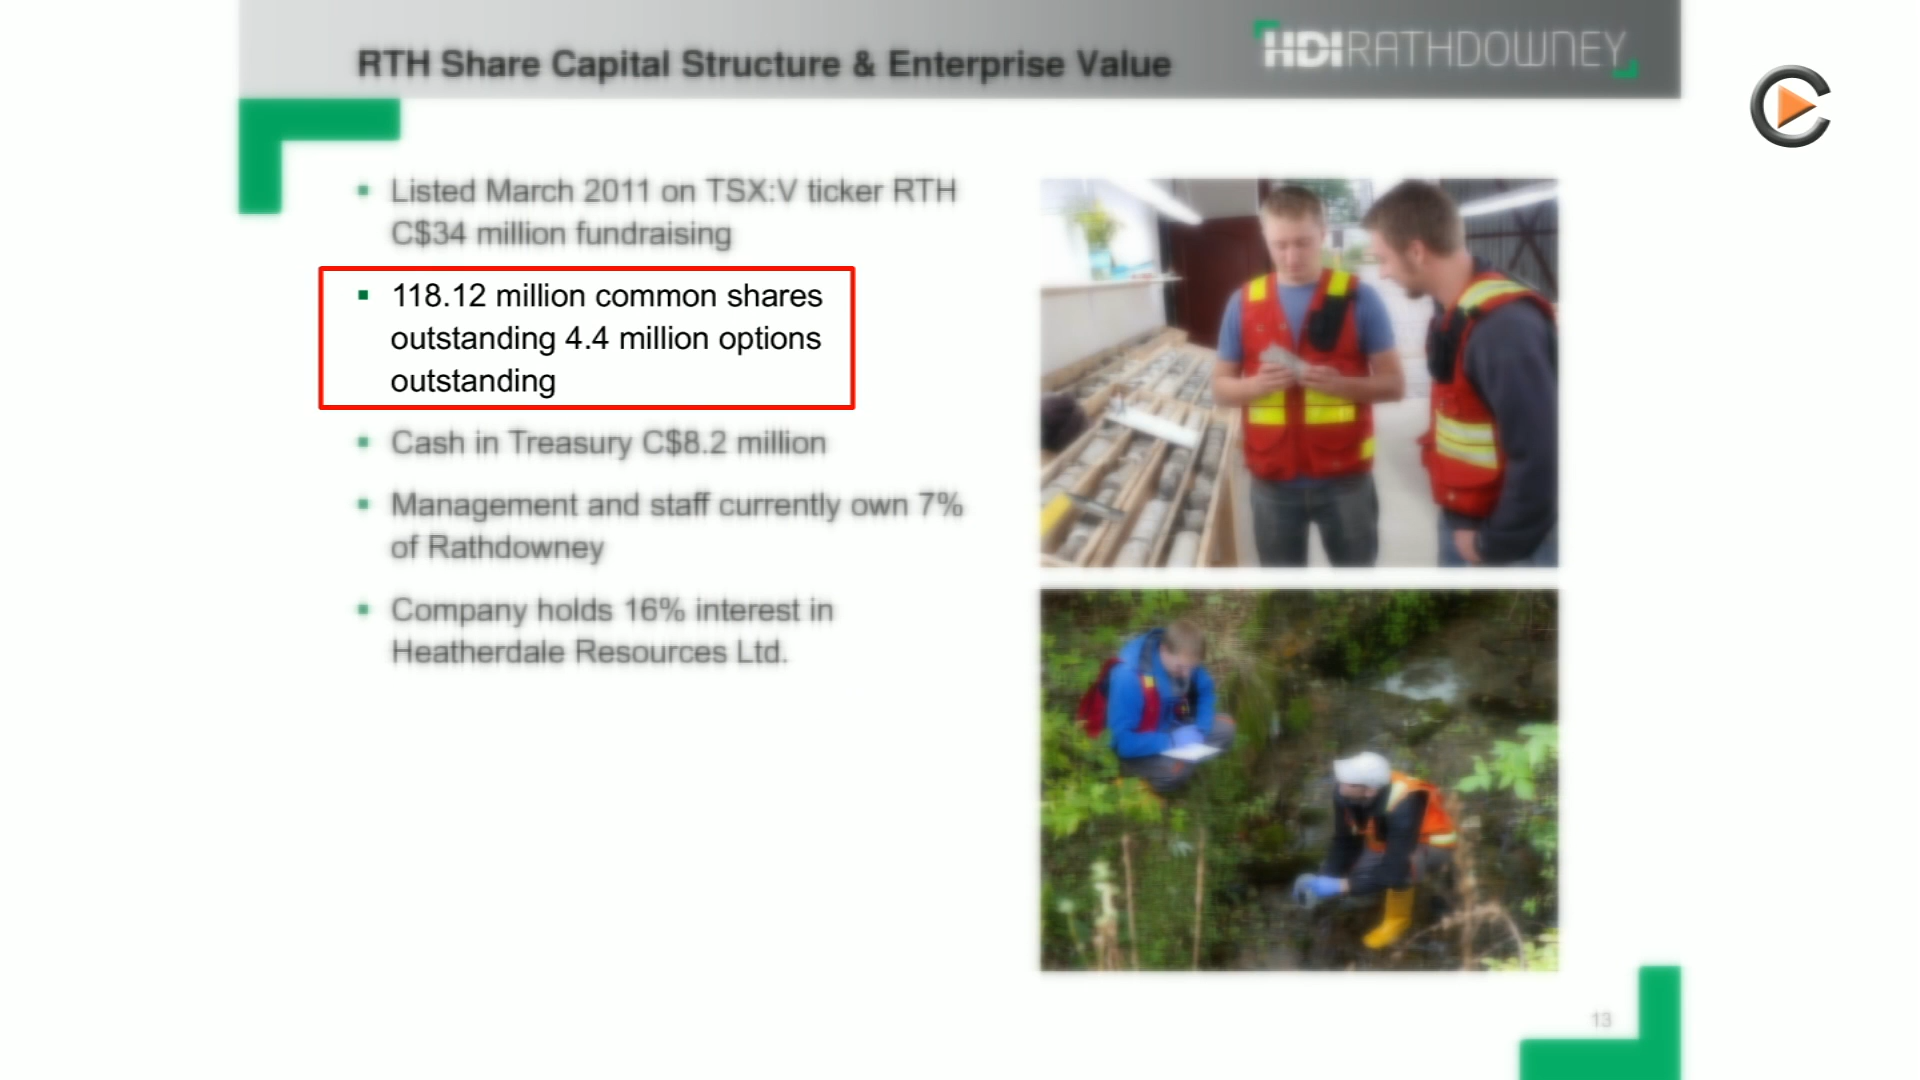 RTH Share Capital Structure & Enterprise Value
HDIRATHDOWNEY
▪ Listed March 2011 on TSX:V ticker RTH
C$34 million fundraising
▪ 118.12 million common shares
outstanding 4.4 million options
outstanding
▪ Cash in Treasury C$8.2 million
▪ Management and staff currently own 7%
of Rathdowney
▪ Company holds 16% interest in
Heatherdale Resources Ltd.
13